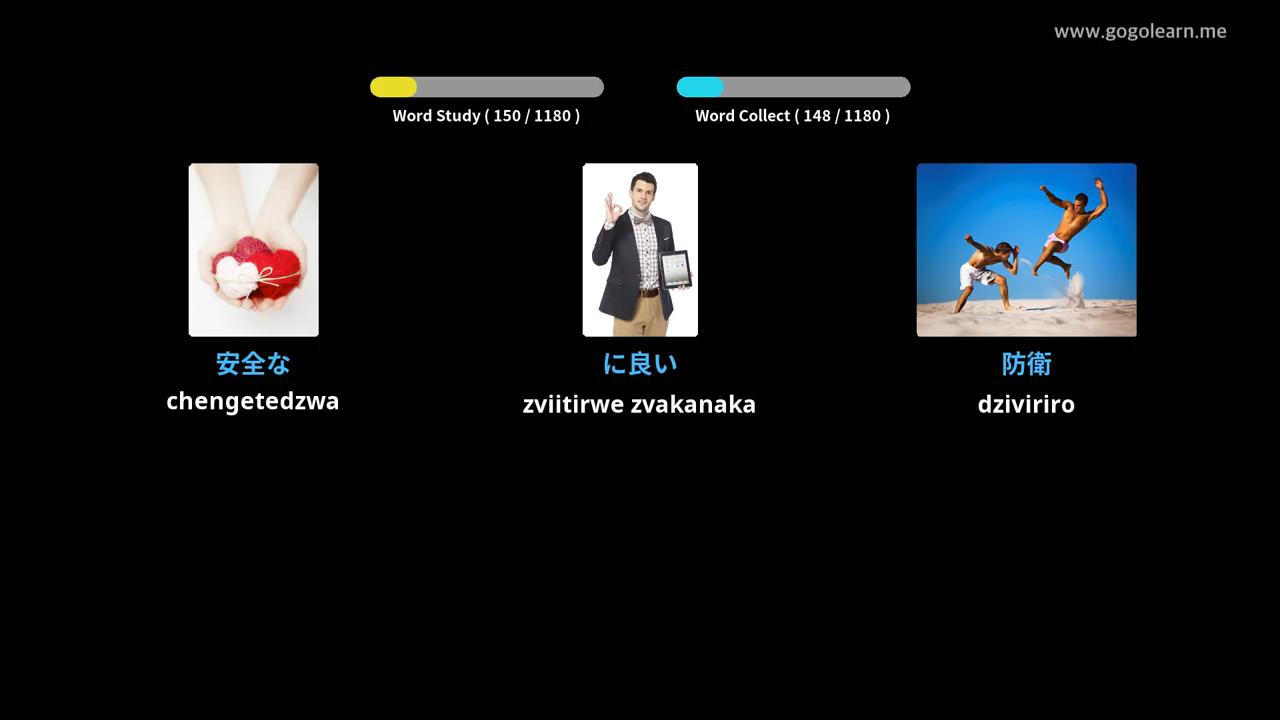 www.gogolearn.me
Word Study ( 150 / 1180 )
Word Collect ( 148 / 1180 )
安全な
に良い
防衛
chengetedzwa
zviitirwe zvakanaka
dziviriro